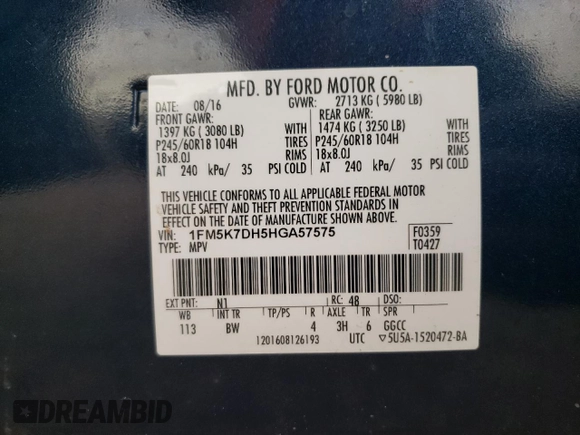 MFD. BY FORD MOTOR CO.
DATE: 08/16 GVWR: 2713 KG ( 5980 LB)
FRONT GAWR: REAR GAWR:
1397 KG ( 3080 LB) WITH 1474 KG ( 3250 LB) WITH
P245/60R18 104H TIRES P245/60R18 104H TIRES
18x8.0J RIMS 18x8.0J RIMS
AT 240 kPa/ 35 PSI COLD AT 240 kPa/ 35 PSI COLD
THIS VEHICLE CONFORMS TO ALL APPLICABLE FEDERAL MOTOR
VEHICLE SAFETY AND THEFT PREVENTION STANDARDS IN
EFFECT ON THE DATE OF MANUFACTURE SHOWN ABOVE.
VIN: 1FM5K7DH5HGA57575 F0359
TYPE: MPV T0427
EXT PNT: N1 RC: 48 DSO:
WB INT TR TP/PS R AXLE TR SPR
113 BW 4 3H 6 GGCC
1201608126193 UTC ▽5U5A-1520472-BA
DREAMBID